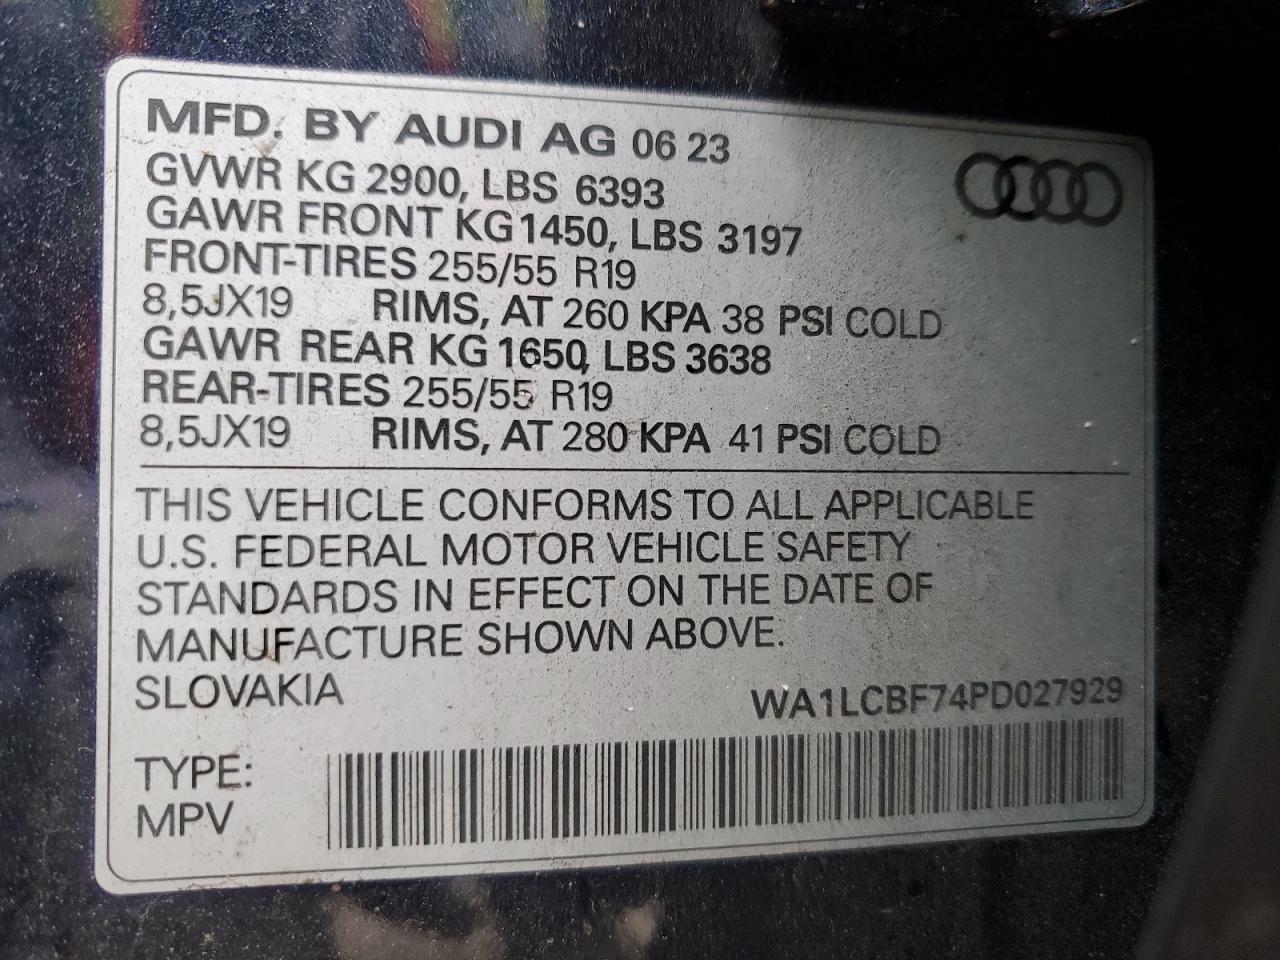 MFD. BY AUDI AG 06 23
GVWR KG 2900, LBS 6393
GAWR FRONT KG 1450, LBS 3197
FRONT-TIRES 255/55 R19
8,5JX19 RIMS, AT 260 KPA 38 PSI COLD
GAWR REAR KG 1650, LBS 3638
REAR-TIRES 255/55 R19
8,5JX19 RIMS, AT 280 KPA 41 PSI COLD
THIS VEHICLE CONFORMS TO ALL APPLICABLE
U.S. FEDERAL MOTOR VEHICLE SAFETY
STANDARDS IN EFFECT ON THE DATE OF
MANUFACTURE SHOWN ABOVE.
SLOVAKIA WA1LCBF74PD027929
TYPE:
MPV